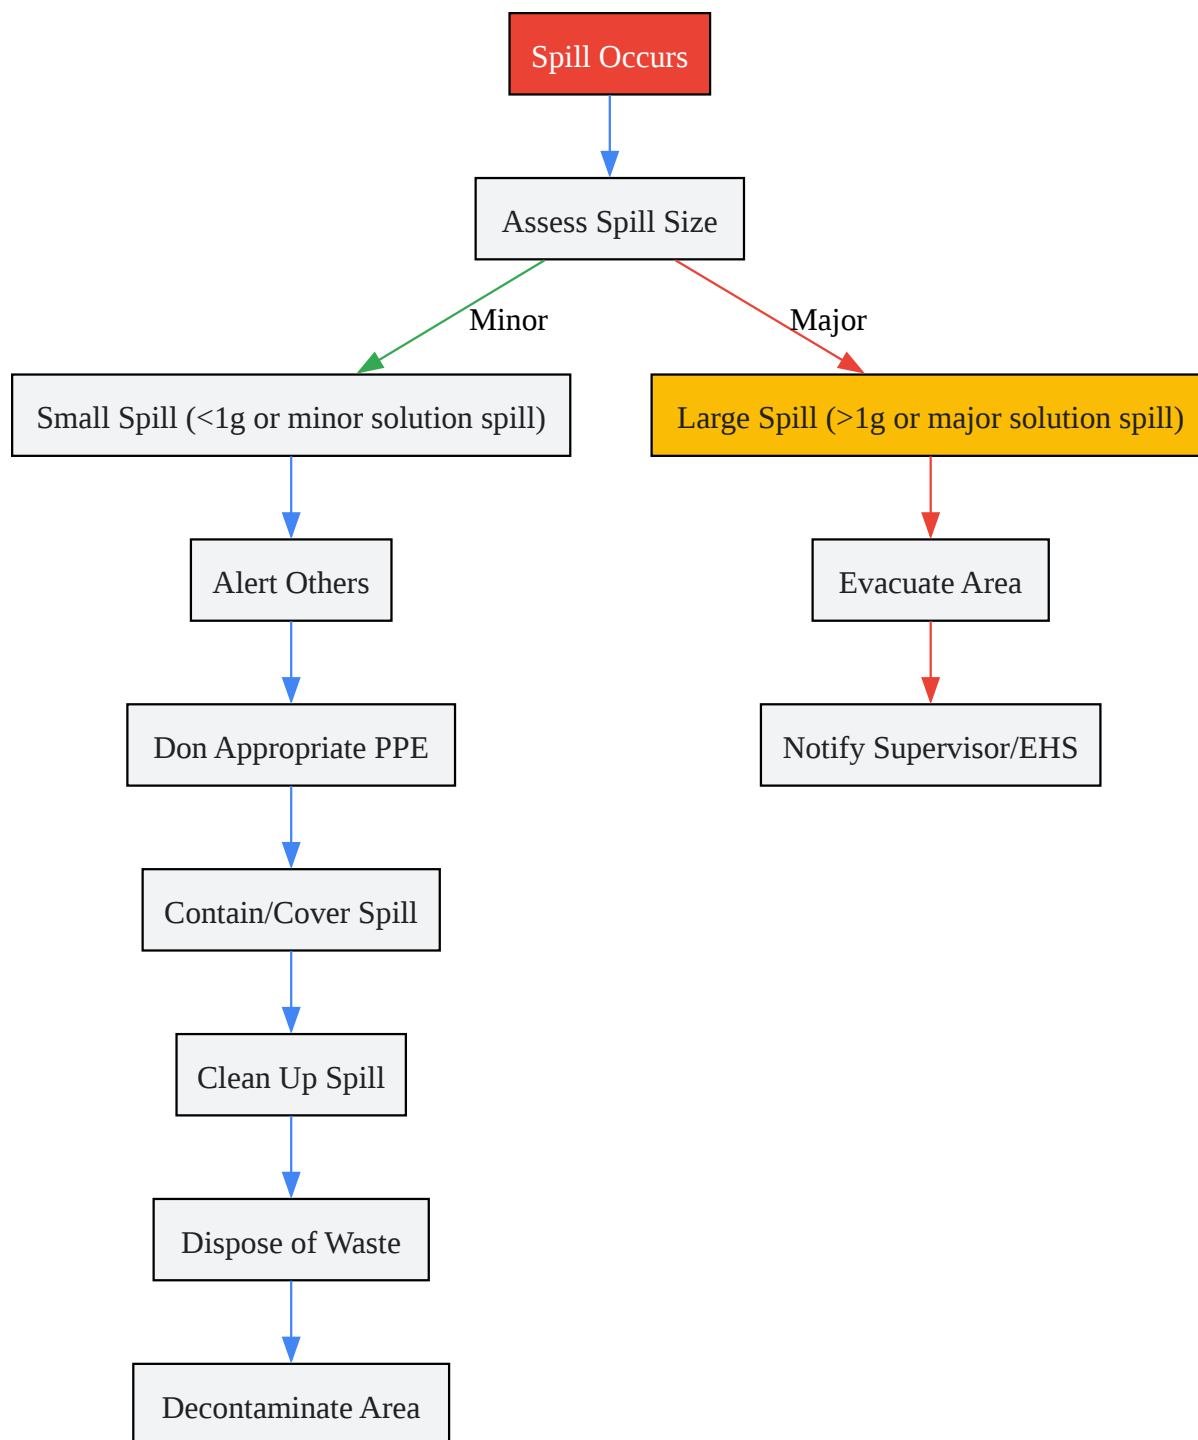 Spill Occurs
Assess Spill Size
Minor
Major
Small Spill (<1g or minor solution spill)
Large Spill (>1g or major solution spill)
Alert Others
Evacuate Area
Don Appropriate PPE
Notify Supervisor/EHS
Contain/Cover Spill
Clean Up Spill
Dispose of Waste
Decontaminate Area